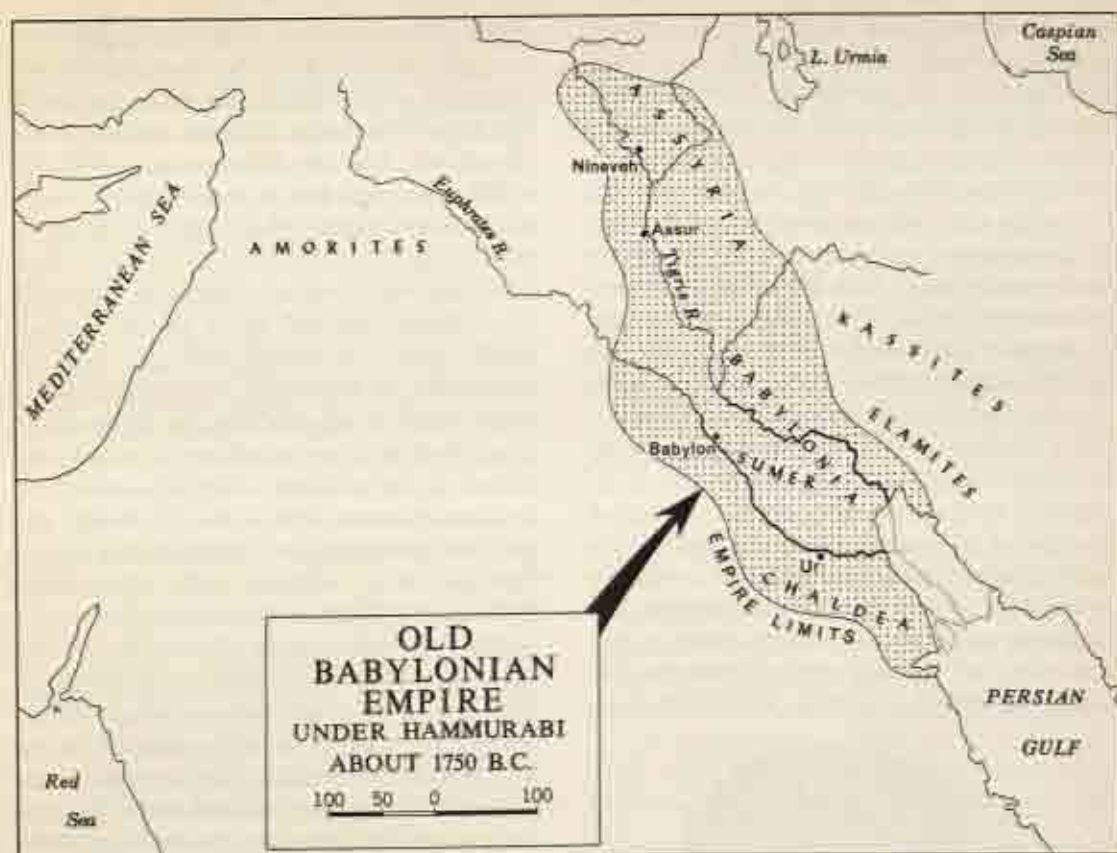 Caspian
Sea
L. Urmia
ASSYRIA
Nineveh
Euphrates R.
MEDITERRANEAN SEA
AMORITES
Assur
Tigris R.
KASSITES
BABYLONIA
ELAMITES
Babylon
SUMER
Ur
CHALDEA
EMPIRE LIMITS
OLD
BABYLONIAN
EMPIRE
UNDER HAMMURABI
ABOUT 1750 B.C.
100 50 0 100
PERSIAN
GULF
Red
Sea